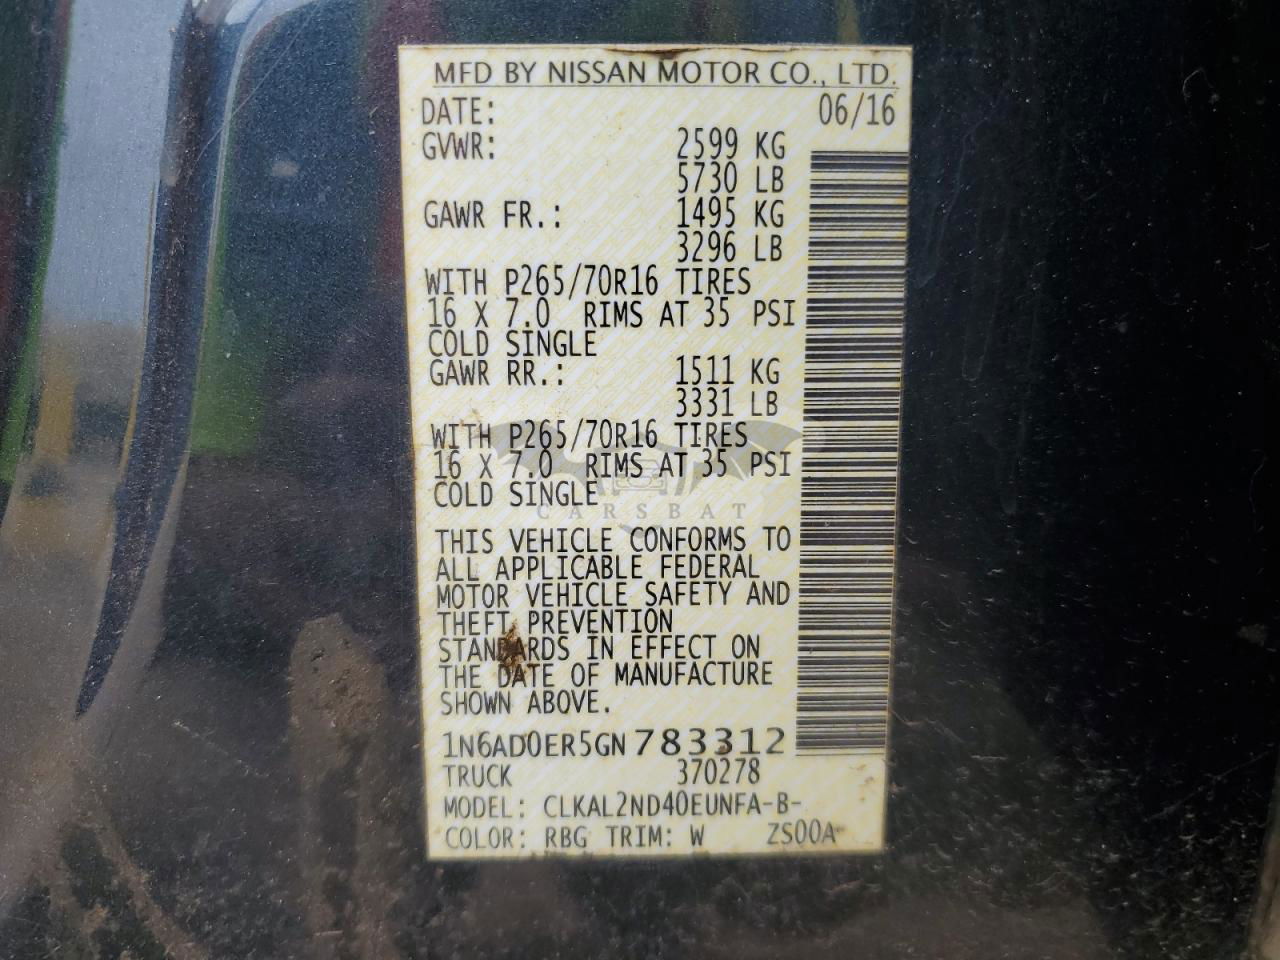 MFD BY NISSAN MOTOR CO., LTD.
DATE: 06/16
GVWR: 2599 KG
5730 LB
GAWR FR.: 1495 KG
3296 LB
WITH P265/70R16 TIRES
16 X 7.0 RIMS AT 35 PSI
COLD SINGLE
GAWR RR.: 1511 KG
3331 LB
WITH P265/70R16 TIRES
16 X 7.0 RIMS AT 35 PSI
COLD SINGLE
CARSBAT
THIS VEHICLE CONFORMS TO
ALL APPLICABLE FEDERAL
MOTOR VEHICLE SAFETY AND
THEFT PREVENTION
STANDARDS IN EFFECT ON
THE DATE OF MANUFACTURE
SHOWN ABOVE.
1N6AD0ER5GN783312
TRUCK 370278
MODEL: CLKAL2ND40EUNFA-B-
COLOR: RBG TRIM: W ZS00A